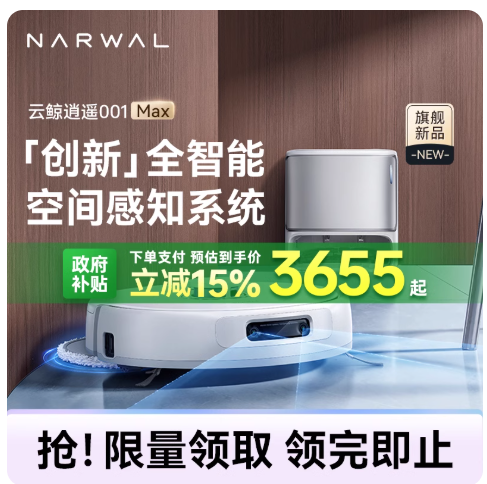 NARWAL
云鲸逍遥001 Max
旗舰
新品
-NEW-
「创新」全智能
空间感知系统
政府
补贴
下单支付 预估到手价
立减15% 3655起
抢！限量领取 领完即止